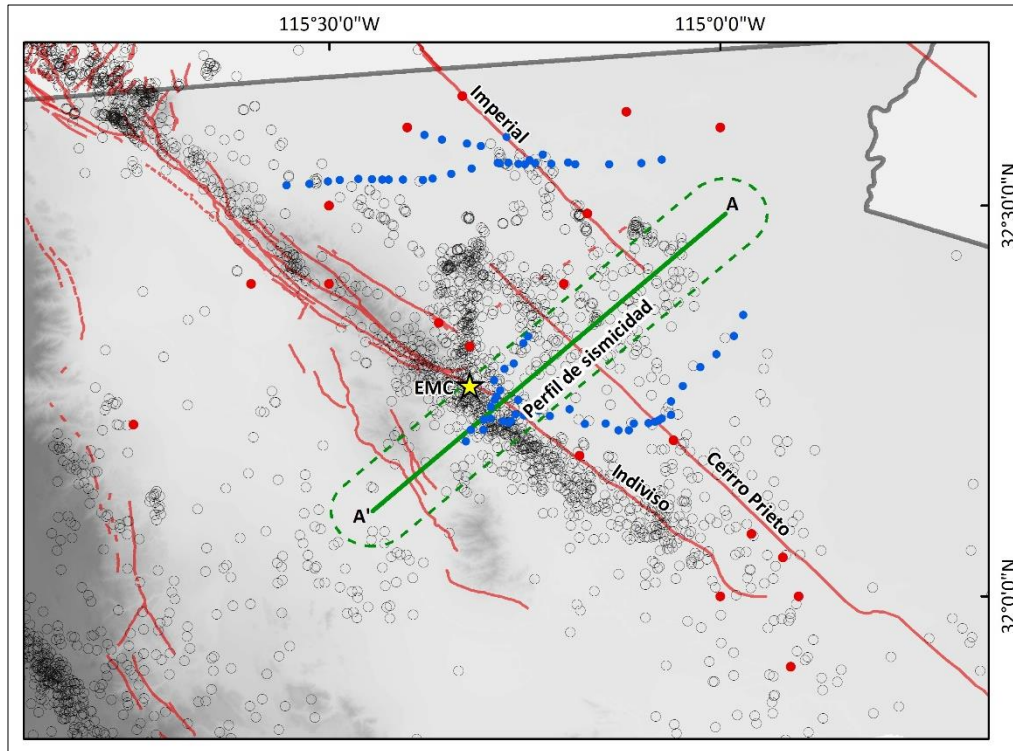 115°30'0"W
115°0'0"W
Imperial
32°30'0"N
A
Perfil de sismicidad
EMC
Indiviso
Cerrro Prieto
A'
32°0'0"N